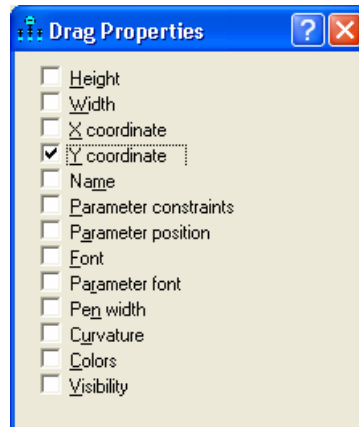 Drag Properties
Height
Width
X coordinate
Y coordinate
Name
Parameter constraints
Parameter position
Font
Parameter font
Pen width
Curvature
Colors
Visibility